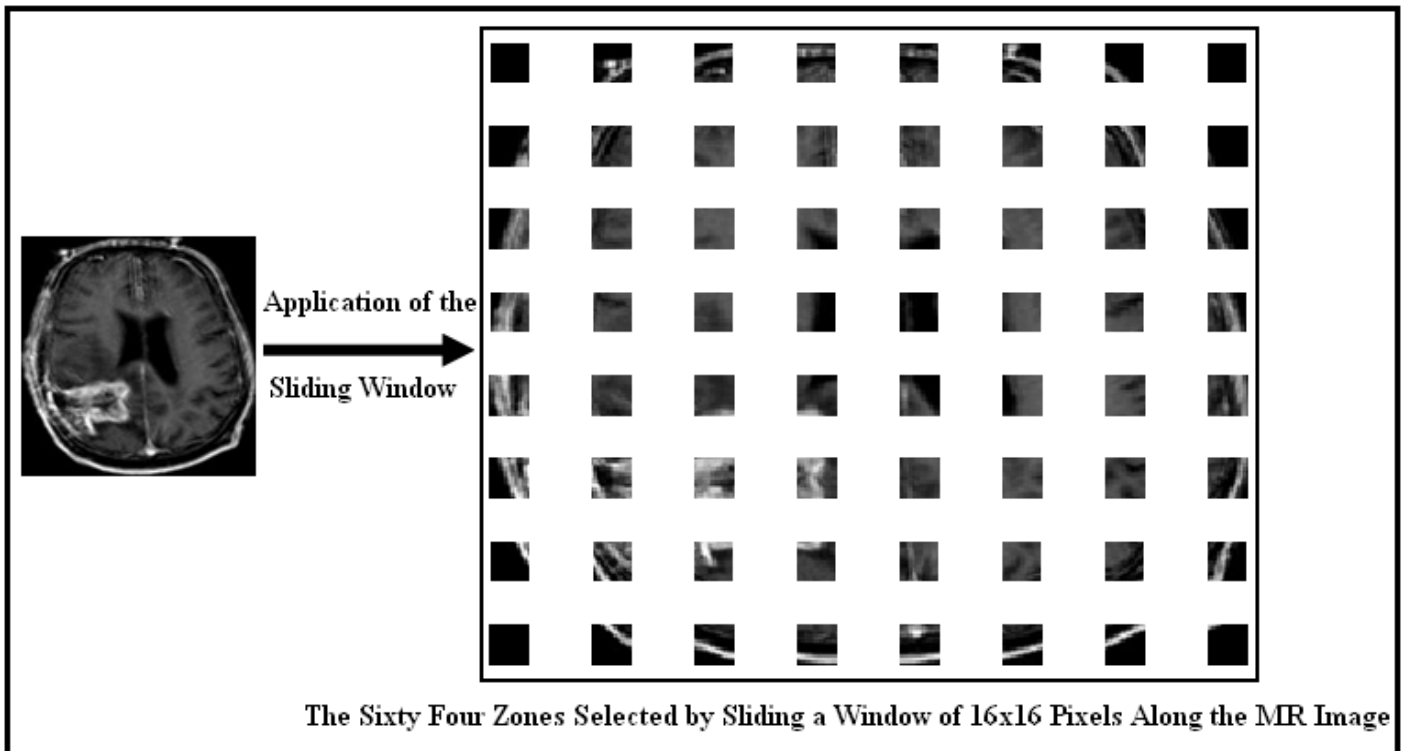 Application of the
Sliding Window
The Sixty Four Zones Selected by Sliding a Window of 16x16 Pixels Along the MR Image